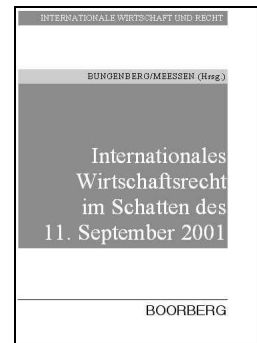 INTERNATIONALE WIRTSCHAFT UND RECHT
BUNGENBERG/MEESSEN (Hrsg.)
Internationales
Wirtschaftsrecht
im Schatten des
11. September 2001
BOORBERG